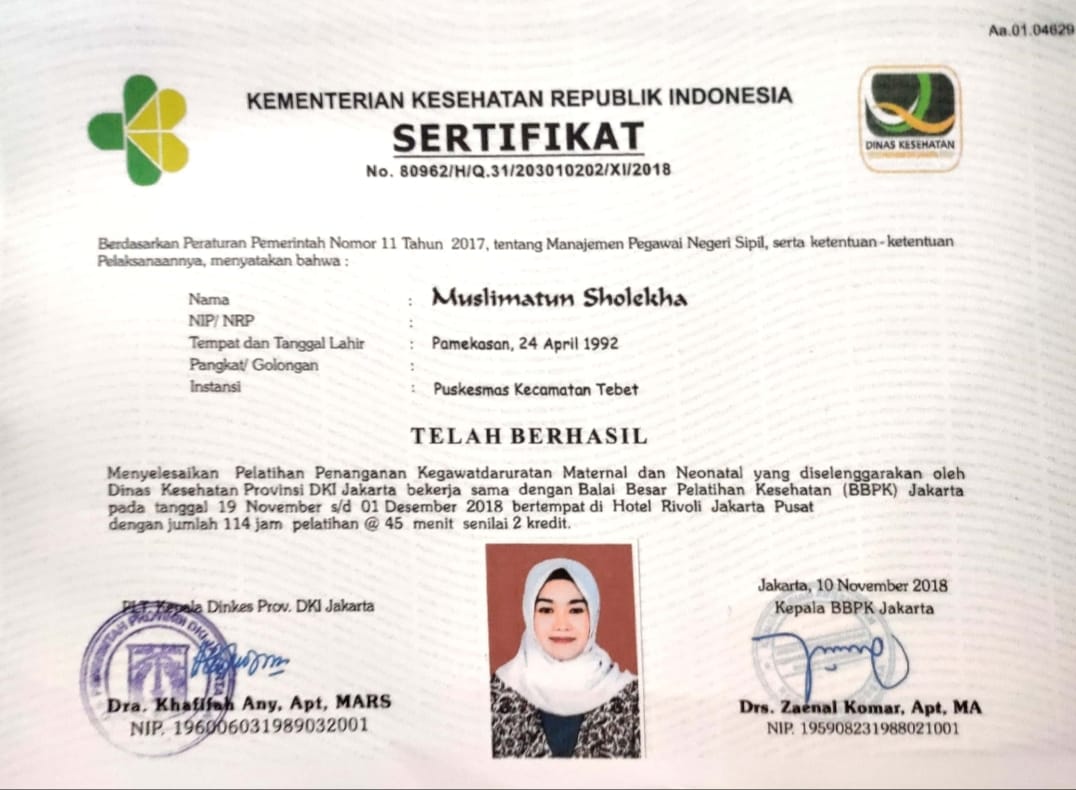 Aa.01.04629
KEMENTERIAN KESEHATAN REPUBLIK INDONESIA
SERTIFIKAT
No. 80962/H/Q.31/203010202/XI/2018
DINAS KESEHATAN
Berdasarkan Peraturan Pemerintah Nomor 11 Tahun 2017, tentang Manajemen Pegawai Negeri Sipil, serta ketentuan-ketentuan
Pelaksanaannya, menyatakan bahwa :
Nama : Muslimatun Sholekha
NIP/ NRP :
Tempat dan Tanggal Lahir : Pamekasan, 24 April 1992
Pangkat/ Golongan :
Instansi : Puskesmas Kecamatan Tebet
TELAH BERHASIL
Menyelesaikan Pelatihan Penanganan Kegawatdaruratan Maternal dan Neonatal yang diselenggarakan oleh
Dinas Kesehatan Provinsi DKI Jakarta bekerja sama dengan Balai Besar Pelatihan Kesehatan (BBPK) Jakarta
pada tanggal 19 November s/d 01 Desember 2018 bertempat di Hotel Rivoli Jakarta Pusat
dengan jumlah 114 jam pelatihan @ 45 menit senilai 2 kredit.
PLT. Kepala Dinkes Prov. DKI Jakarta
Dra. Khafifah Any, Apt, MARS
NIP. 196006031989032001
Jakarta, 10 November 2018
Kepala BBPK Jakarta
Drs. Zaenal Komar, Apt, MA
NIP. 195908231988021001